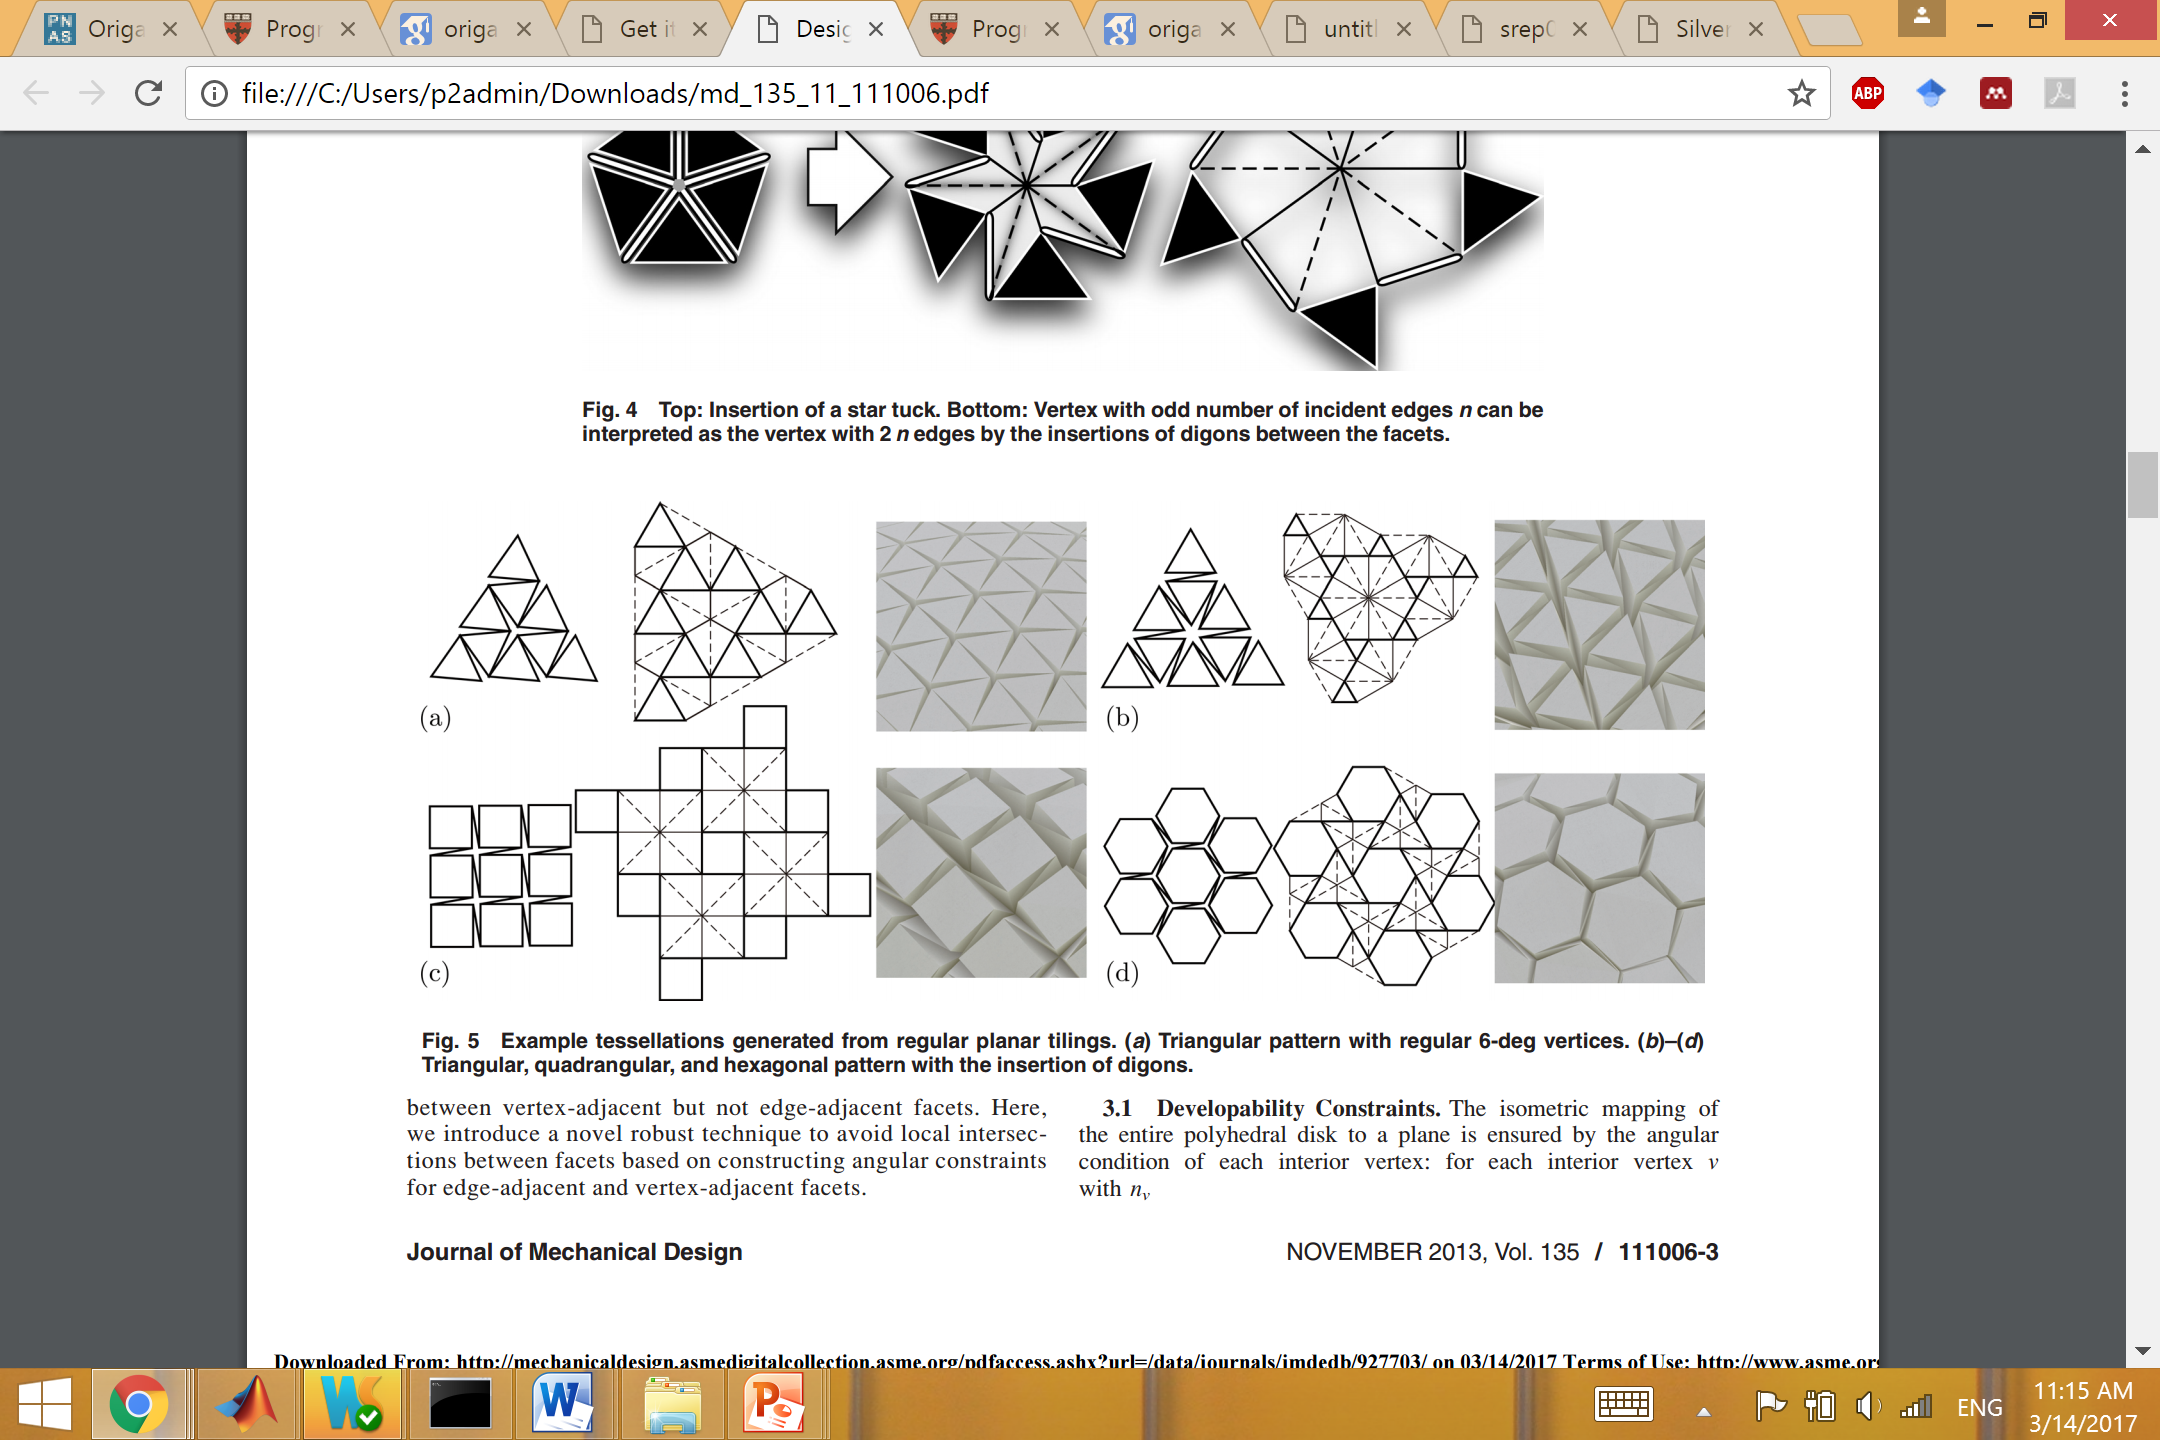 PN AS Origa
Progr
origa
Get it
Desig
Progr
origa
untitl
srep0
Silver
file:///C:/Users/p2admin/Downloads/md_135_11_111006.pdf
ABP
Fig. 4 Top: Insertion of a star tuck. Bottom: Vertex with odd number of incident edges n can be
interpreted as the vertex with 2 n edges by the insertions of digons between the facets.
(a)
(b)
(c)
(d)
Fig. 5 Example tessellations generated from regular planar tilings. (a) Triangular pattern with regular 6-deg vertices. (b)–(d)
Triangular, quadrangular, and hexagonal pattern with the insertion of digons.
between vertex-adjacent but not edge-adjacent facets. Here,
we introduce a novel robust technique to avoid local intersec-
tions between facets based on constructing angular constraints
for edge-adjacent and vertex-adjacent facets.
3.1 Developability Constraints. The isometric mapping of
the entire polyhedral disk to a plane is ensured by the angular
condition of each interior vertex: for each interior vertex v
with nv
Journal of Mechanical Design
NOVEMBER 2013, Vol. 135 / 111006-3
Downloaded From: http://mechanicaldesign.asmedigitalcollection.asme.org/pdfaccess.ashx?url=/data/journals/jmdedb/927703/ on 03/14/2017 Terms of Use: http://www.asme.org
ENG
11:15 AM
3/14/2017